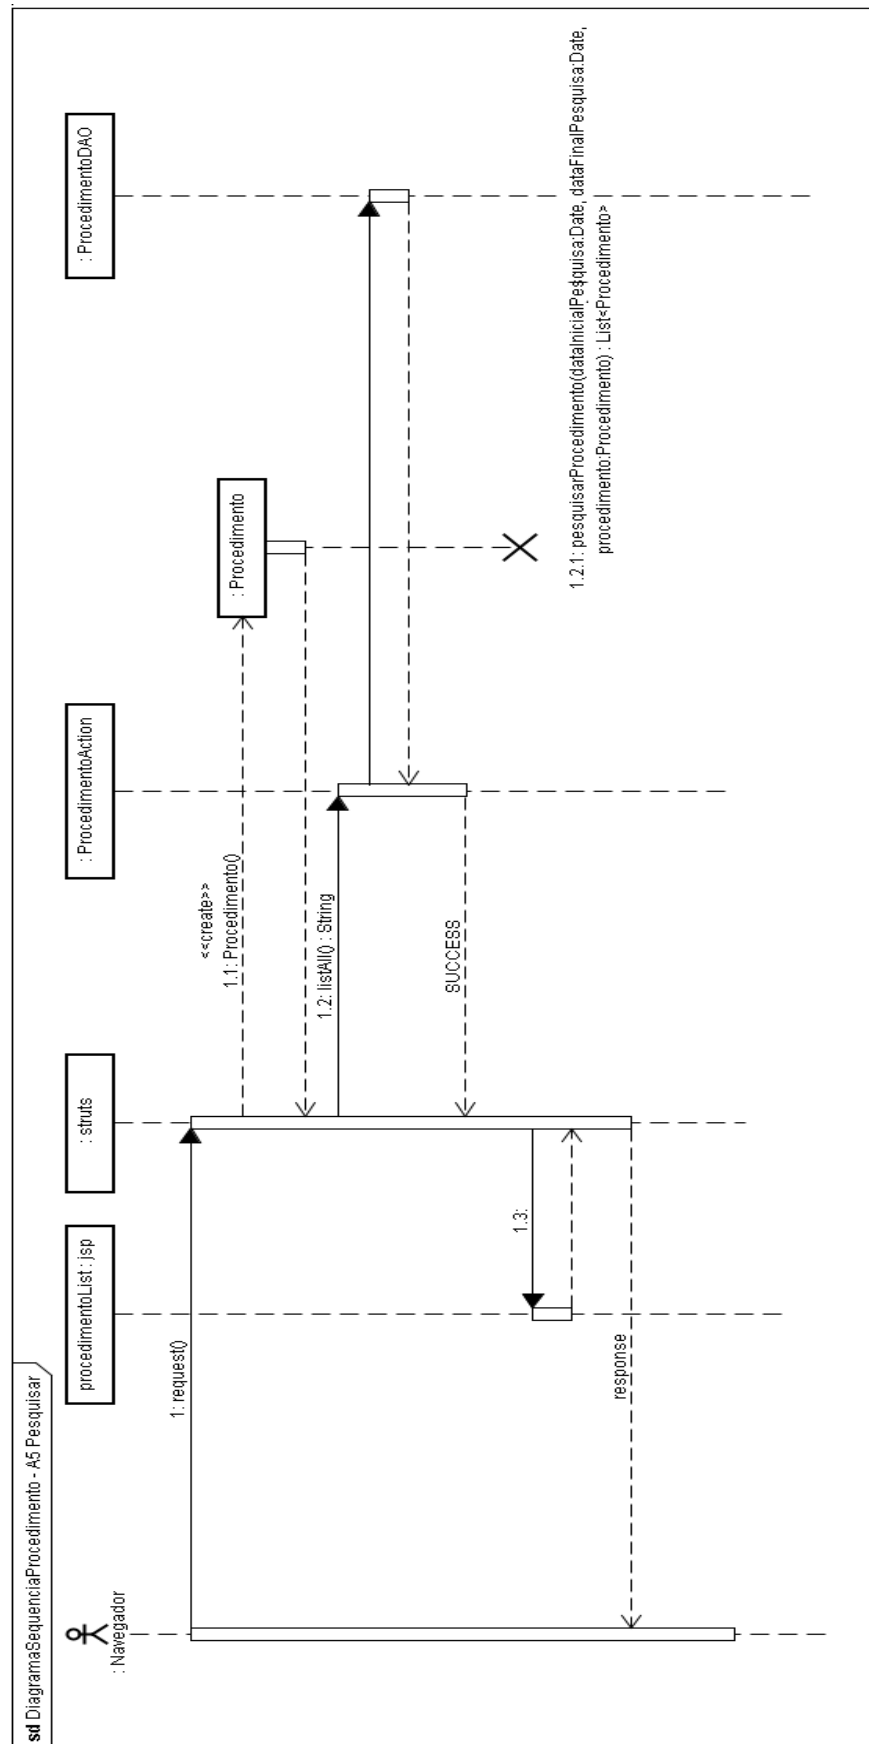 sd DiagramaSequenciaProcedimento - A5 Pesquisar
: Navegador
procedimentoList : jsp
: struts
: ProcedimentoAction
: Procedimento
: ProcedimentoDAO
1: request()
<<create>>
1.1: Procedimento()
1.2: listAll() : String
1.2.1: pesquisarProcedimento(dataInicialPesquisa:Date, dataFinalPesquisa:Date,
procedimento:Procedimento) : List<Procedimento>
SUCCESS
1.3:
response